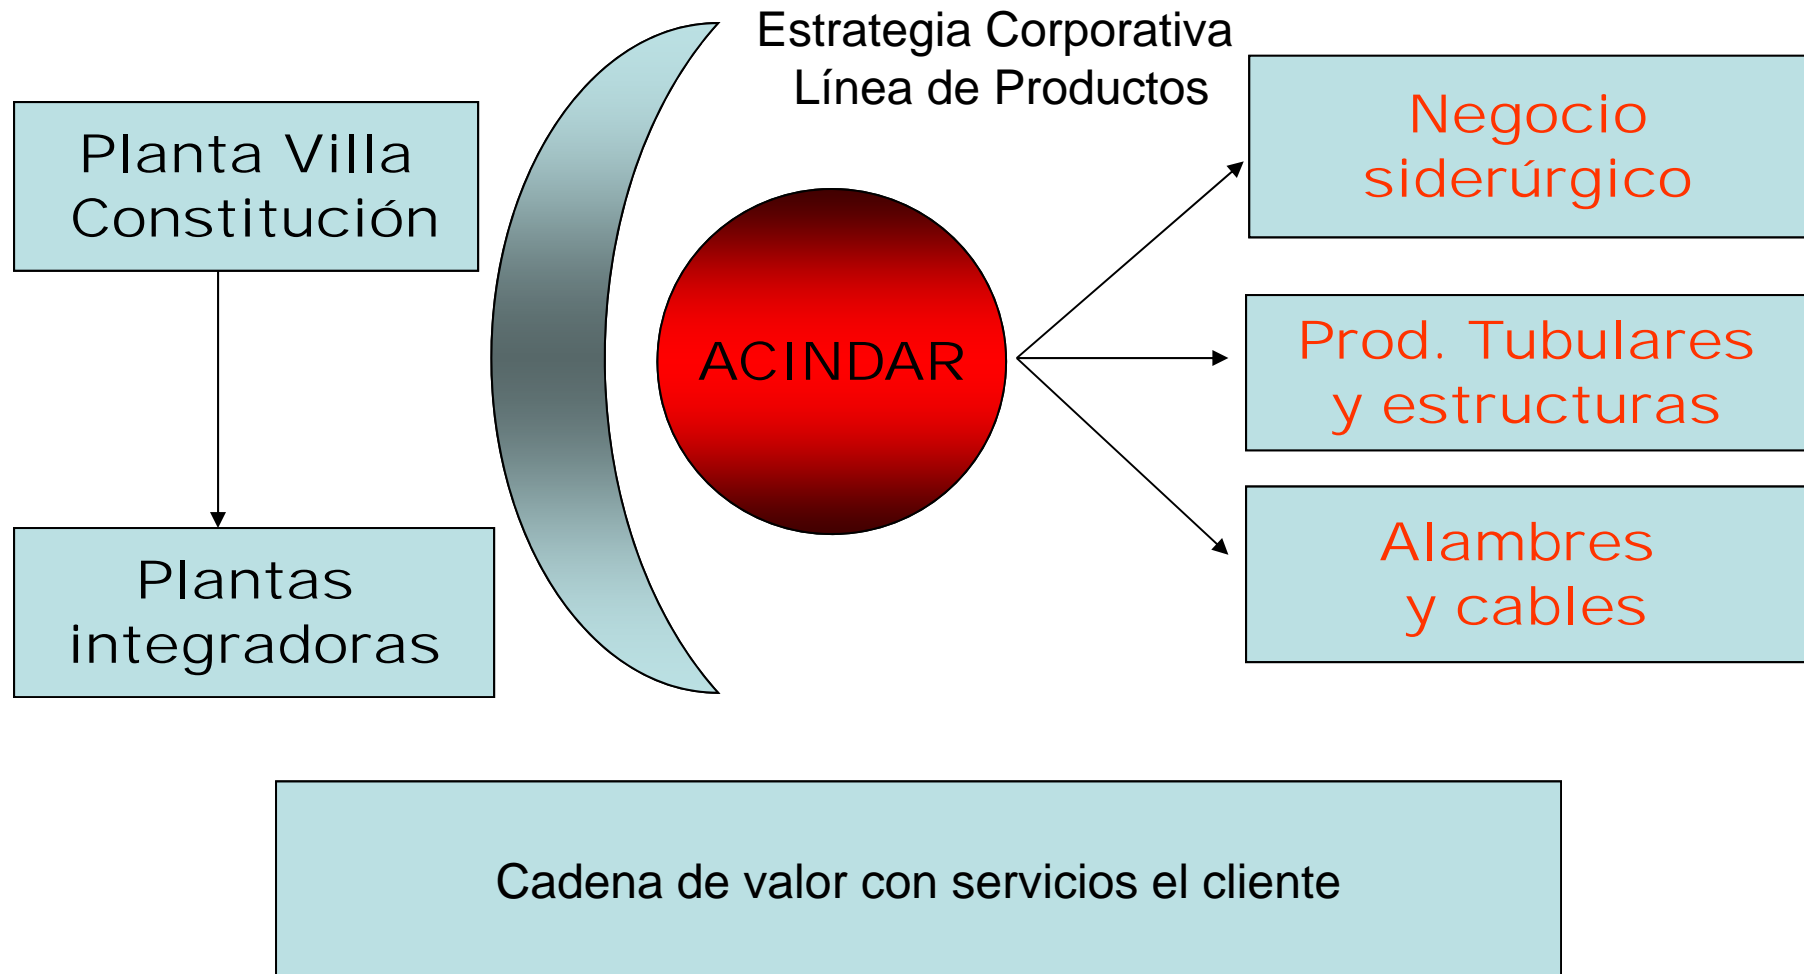 Estrategia Corporativa
Línea de Productos
Planta Villa
Constitución
Plantas
integradoras
ACINDAR
Negocio
siderúrgico
Prod. Tubulares
y estructuras
Alambres
y cables
Cadena de valor con servicios el cliente